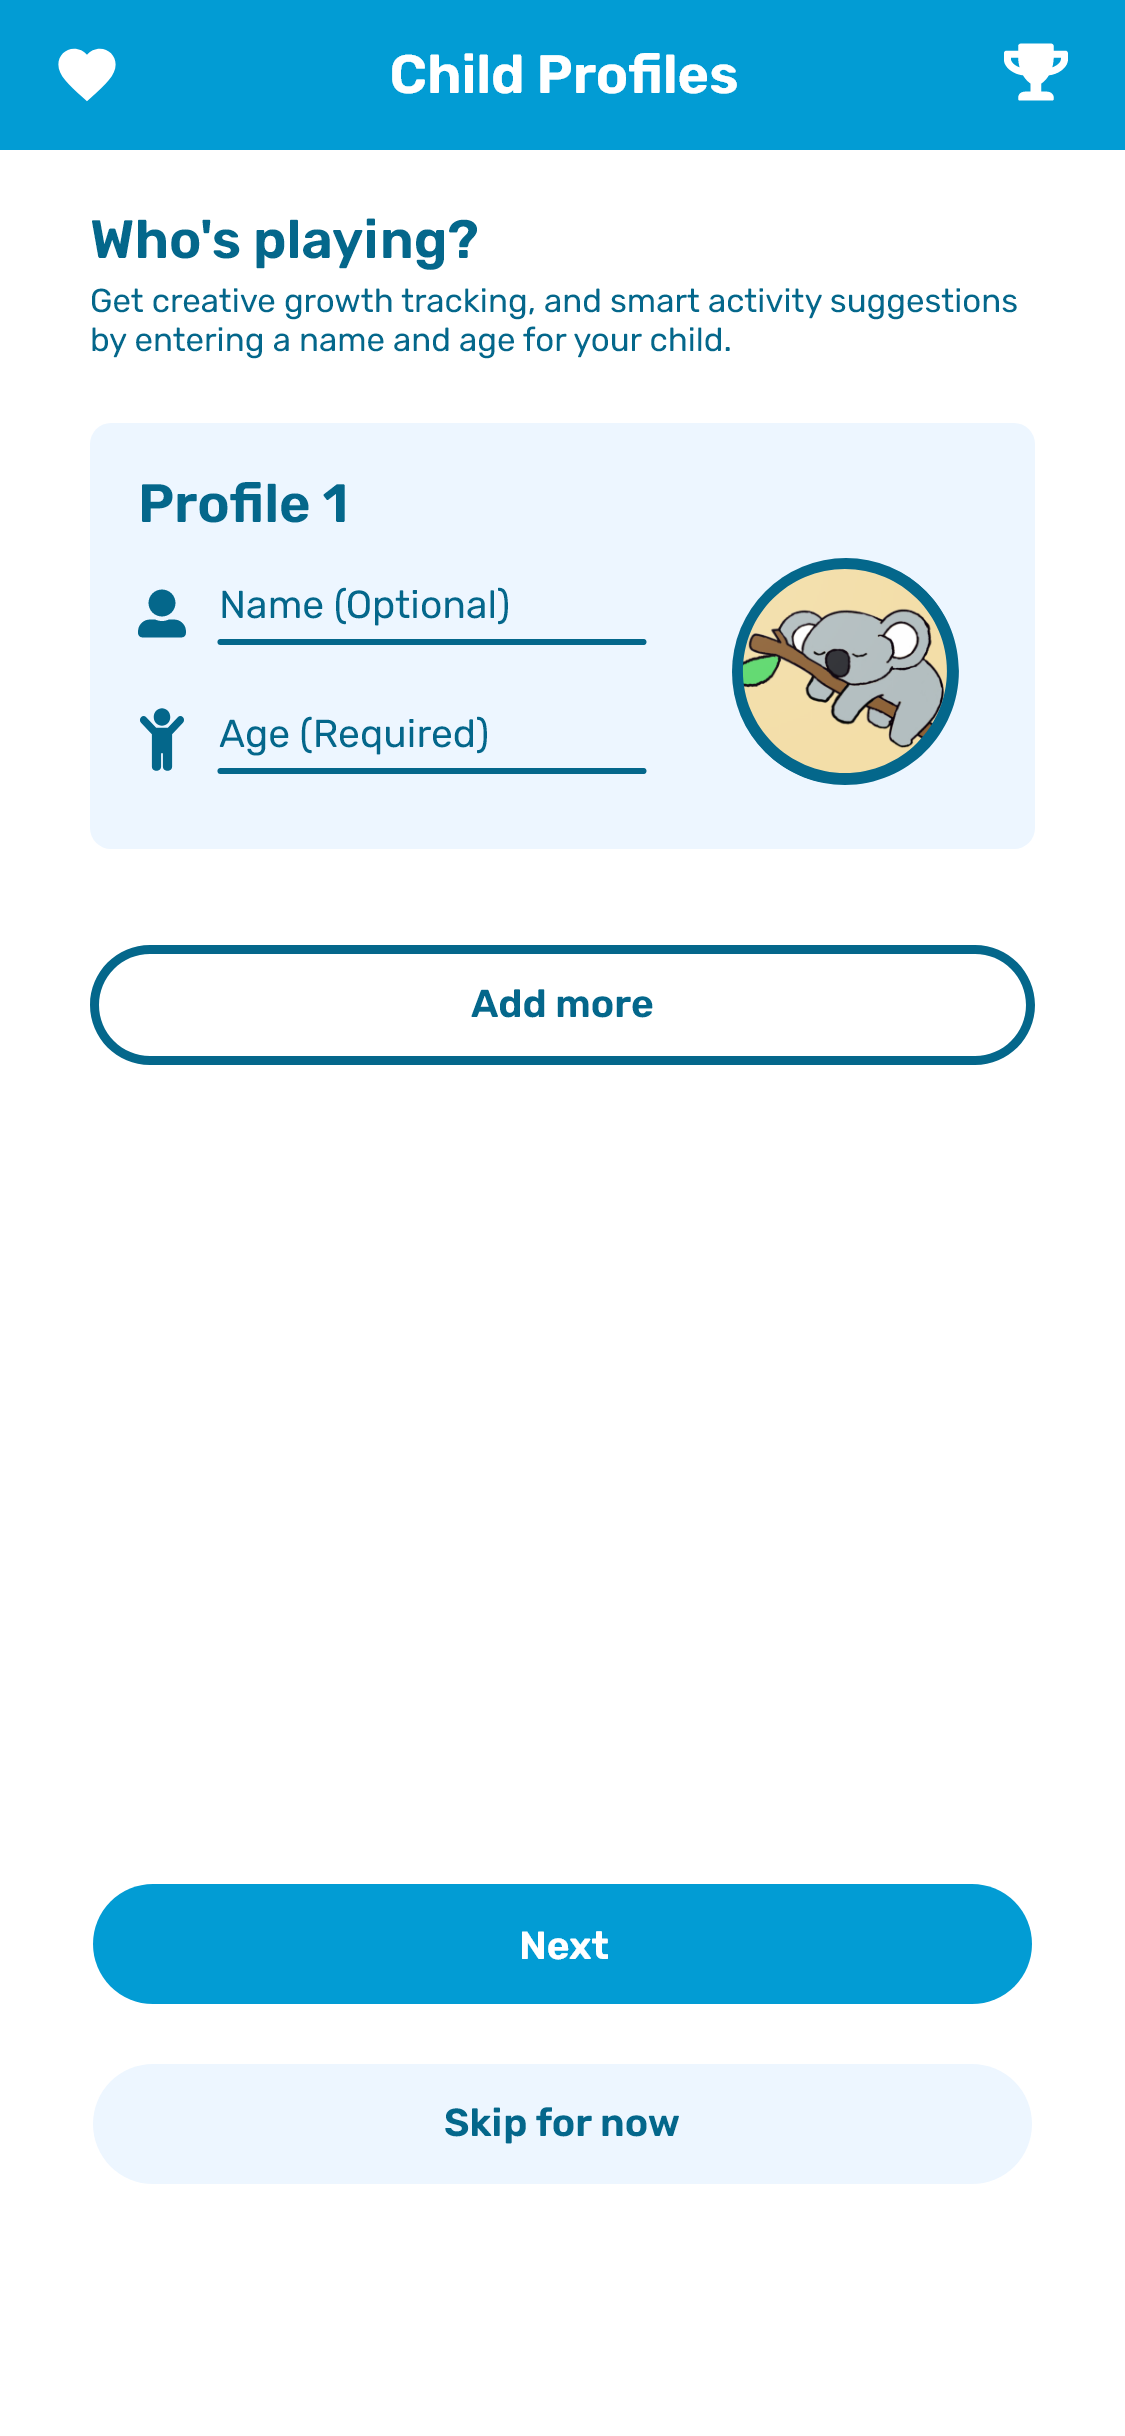 Child Profiles
Who's playing?
Get creative growth tracking, and smart activity suggestions
by entering a name and age for your child.
Profile 1
Name (Optional)
Age (Required)
Add more
Next
Skip for now